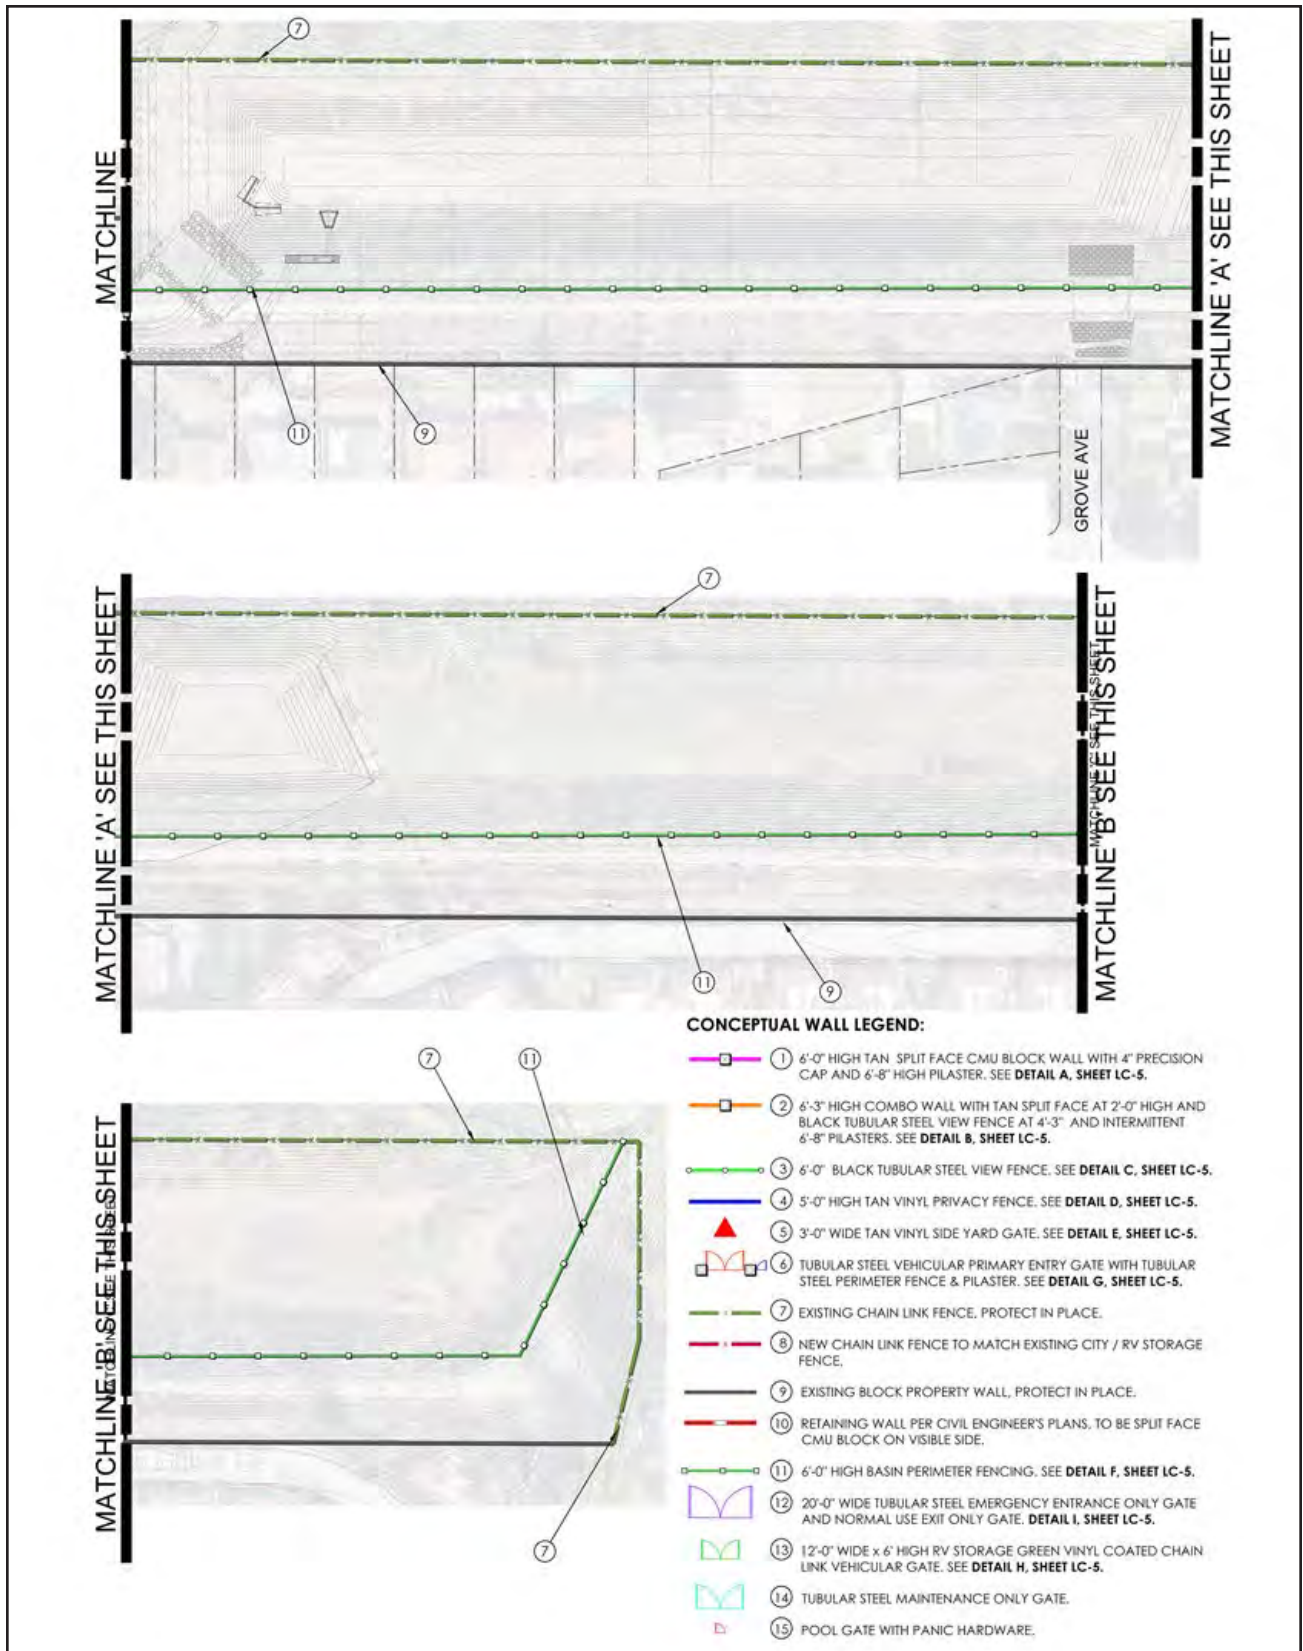 7
MATCHLINE
MATCHLINE 'A' SEE THIS SHEET
11
9
GROVE AVE
7
MATCHLINE 'A' SEE THIS SHEET
MATCHLINE 'C' SEE THIS SHEET
MATCHLINE 'B' SEE THIS SHEET
11
9
7
11
MATCHLINE 'B' SEE THIS SHEET
7
CONCEPTUAL WALL LEGEND:
1 6'-0" HIGH TAN SPLIT FACE CMU BLOCK WALL WITH 4" PRECISION
CAP AND 6'-8" HIGH PILASTER. SEE DETAIL A, SHEET LC-5.
2 6'-3" HIGH COMBO WALL WITH TAN SPLIT FACE AT 2'-0" HIGH AND
BLACK TUBULAR STEEL VIEW FENCE AT 4'-3" AND INTERMITTENT
6'-8" PILASTERS. SEE DETAIL B, SHEET LC-5.
3 6'-0" BLACK TUBULAR STEEL VIEW FENCE. SEE DETAIL C, SHEET LC-5.
4 5'-0" HIGH TAN VINYL PRIVACY FENCE. SEE DETAIL D, SHEET LC-5.
5 3'-0" WIDE TAN VINYL SIDE YARD GATE. SEE DETAIL E, SHEET LC-5.
6 TUBULAR STEEL VEHICULAR PRIMARY ENTRY GATE WITH TUBULAR
STEEL PERIMETER FENCE & PILASTER. SEE DETAIL G, SHEET LC-5.
7 EXISTING CHAIN LINK FENCE, PROTECT IN PLACE.
8 NEW CHAIN LINK FENCE TO MATCH EXISTING CITY / RV STORAGE
FENCE.
9 EXISTING BLOCK PROPERTY WALL, PROTECT IN PLACE.
10 RETAINING WALL PER CIVIL ENGINEER'S PLANS, TO BE SPLIT FACE
CMU BLOCK ON VISIBLE SIDE.
11 6'-0" HIGH BASIN PERIMETER FENCING. SEE DETAIL F, SHEET LC-5.
12 20'-0" WIDE TUBULAR STEEL EMERGENCY ENTRANCE ONLY GATE
AND NORMAL USE EXIT ONLY GATE. DETAIL I, SHEET LC-5.
13 12'-0" WIDE x 6' HIGH RV STORAGE GREEN VINYL COATED CHAIN
LINK VEHICULAR GATE. SEE DETAIL H, SHEET LC-5.
14 TUBULAR STEEL MAINTENANCE ONLY GATE.
15 POOL GATE WITH PANIC HARDWARE.